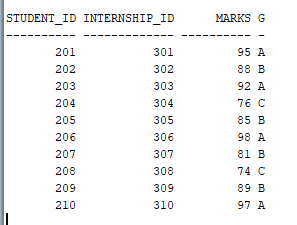 STUDENT_ID INTERNSHIP_ID      MARKS G
---------- ------------- ---------- -
       201           301         95 A
       202           302         88 B
       203           303         92 A
       204           304         76 C
       205           305         85 B
       206           306         98 A
       207           307         81 B
       208           308         74 C
       209           309         89 B
       210           310         97 A